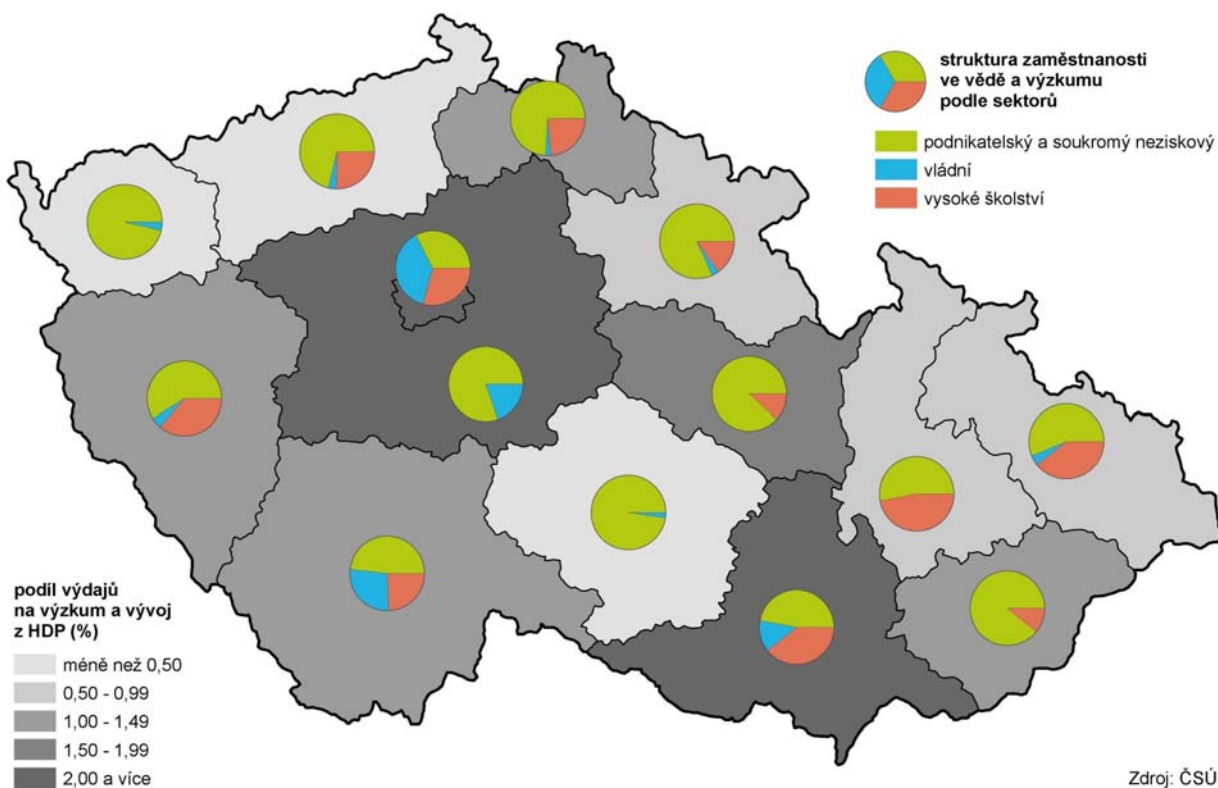 struktura zaměstnanosti
ve vědě a výzkumu
podle sektorů
podnikatelský a soukromý neziskový
vládní
vysoké školství
podíl výdajů
na výzkum a vývoj
z HDP (%)
méně než 0,50
0,50 - 0,99
1,00 - 1,49
1,50 - 1,99
2,00 a více
Zdroj: ČSÚ